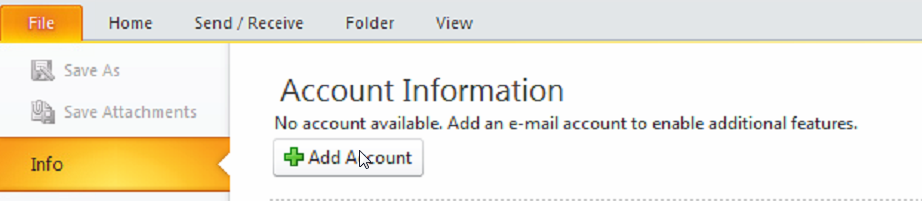 File Home Send / Receive Folder View
Save As
Save Attachments
Info
Account Information
No account available. Add an e-mail account to enable additional features.
Add Account